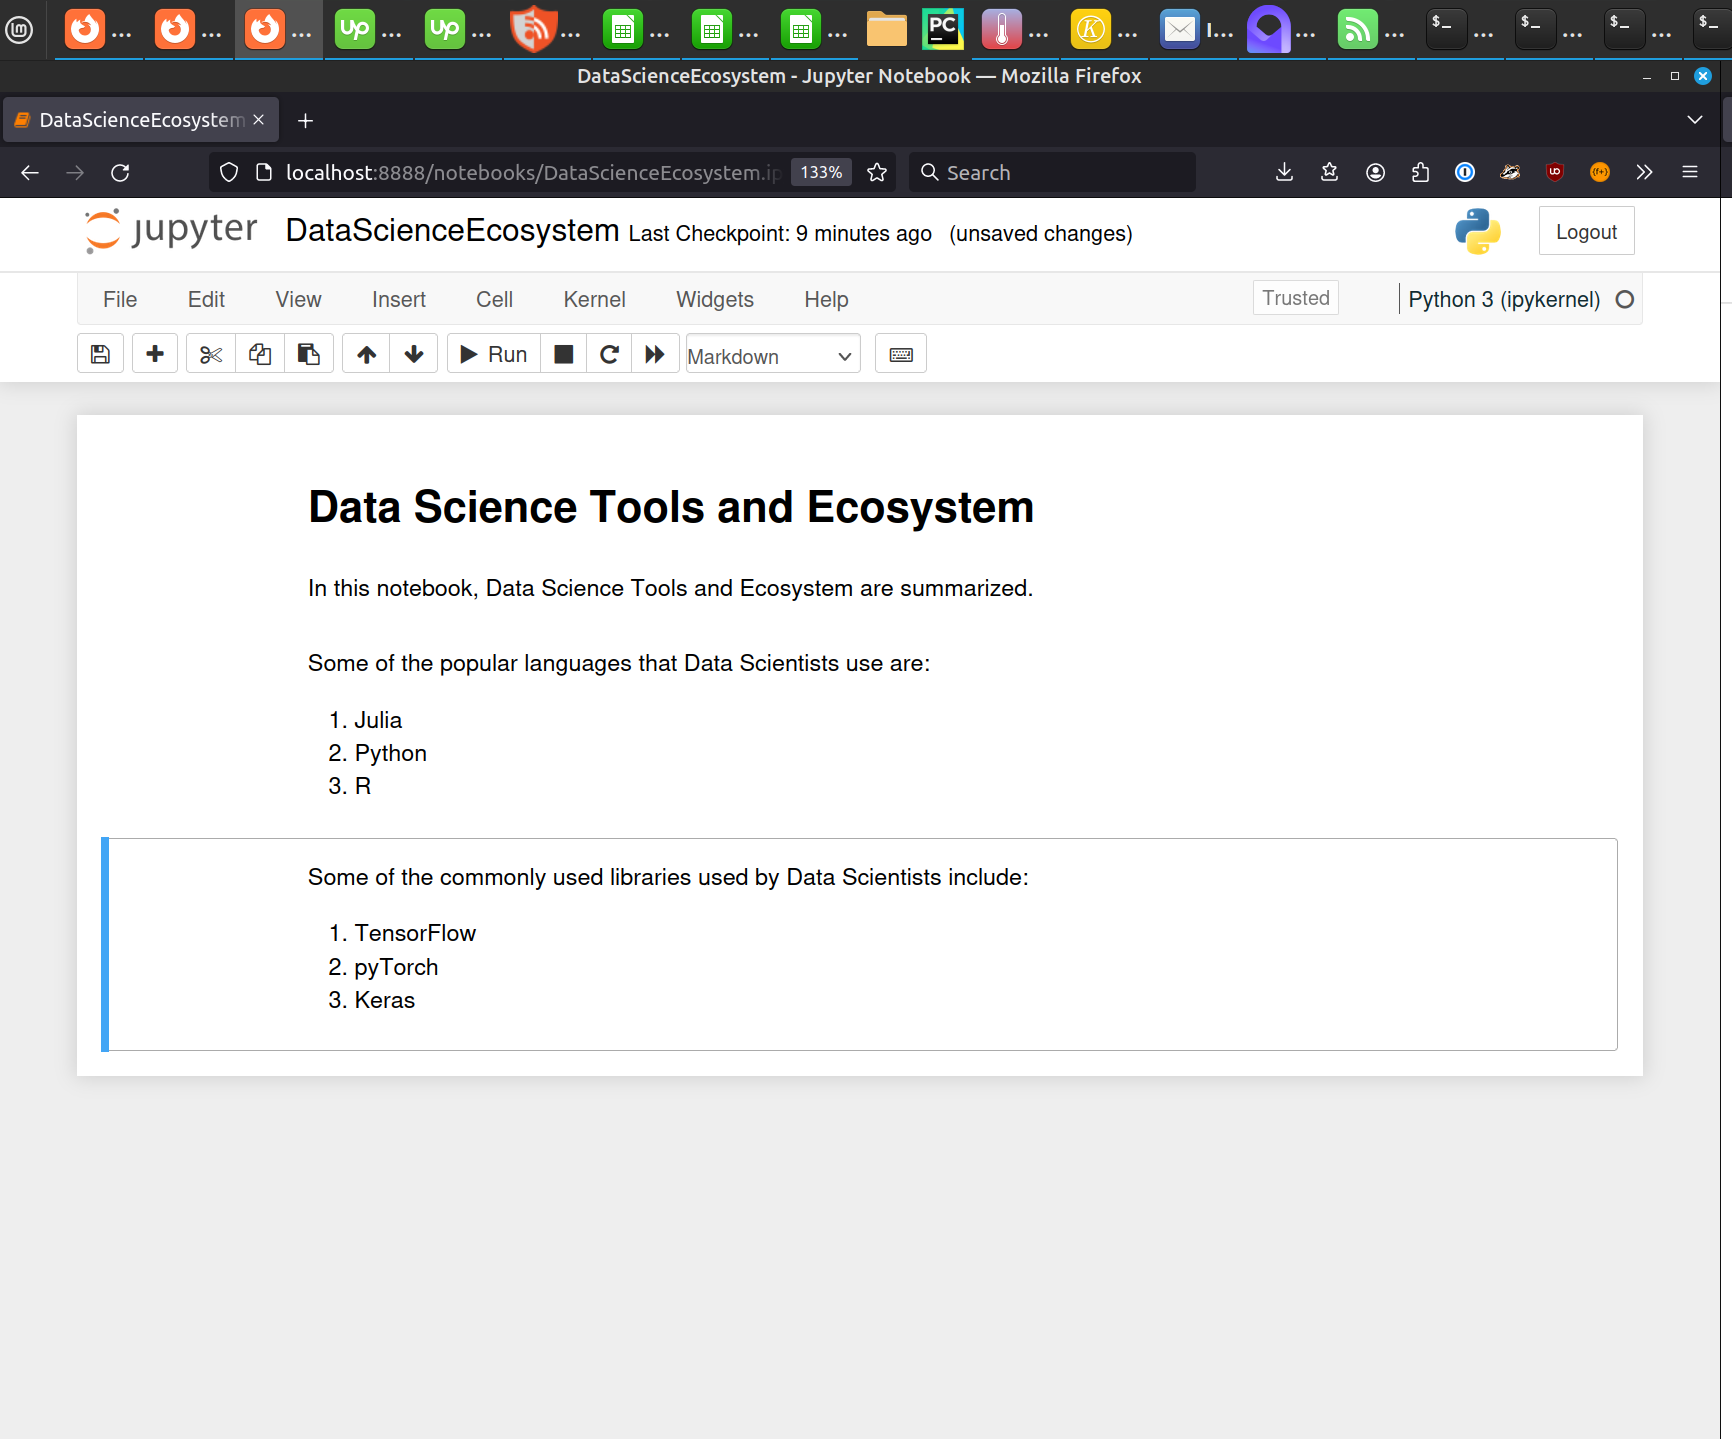 DataScienceEcosystem - Jupyter Notebook — Mozilla Firefox
DataScienceEcosystem
localhost:8888/notebooks/DataScienceEcosystem.ip 133% Search
jupyter DataScienceEcosystem Last Checkpoint: 9 minutes ago (unsaved changes) Logout
File Edit View Insert Cell Kernel Widgets Help Trusted Python 3 (ipykernel)
Run Markdown
Data Science Tools and Ecosystem
In this notebook, Data Science Tools and Ecosystem are summarized.
Some of the popular languages that Data Scientists use are:
1. Julia
2. Python
3. R
Some of the commonly used libraries used by Data Scientists include:
1. TensorFlow
2. pyTorch
3. Keras